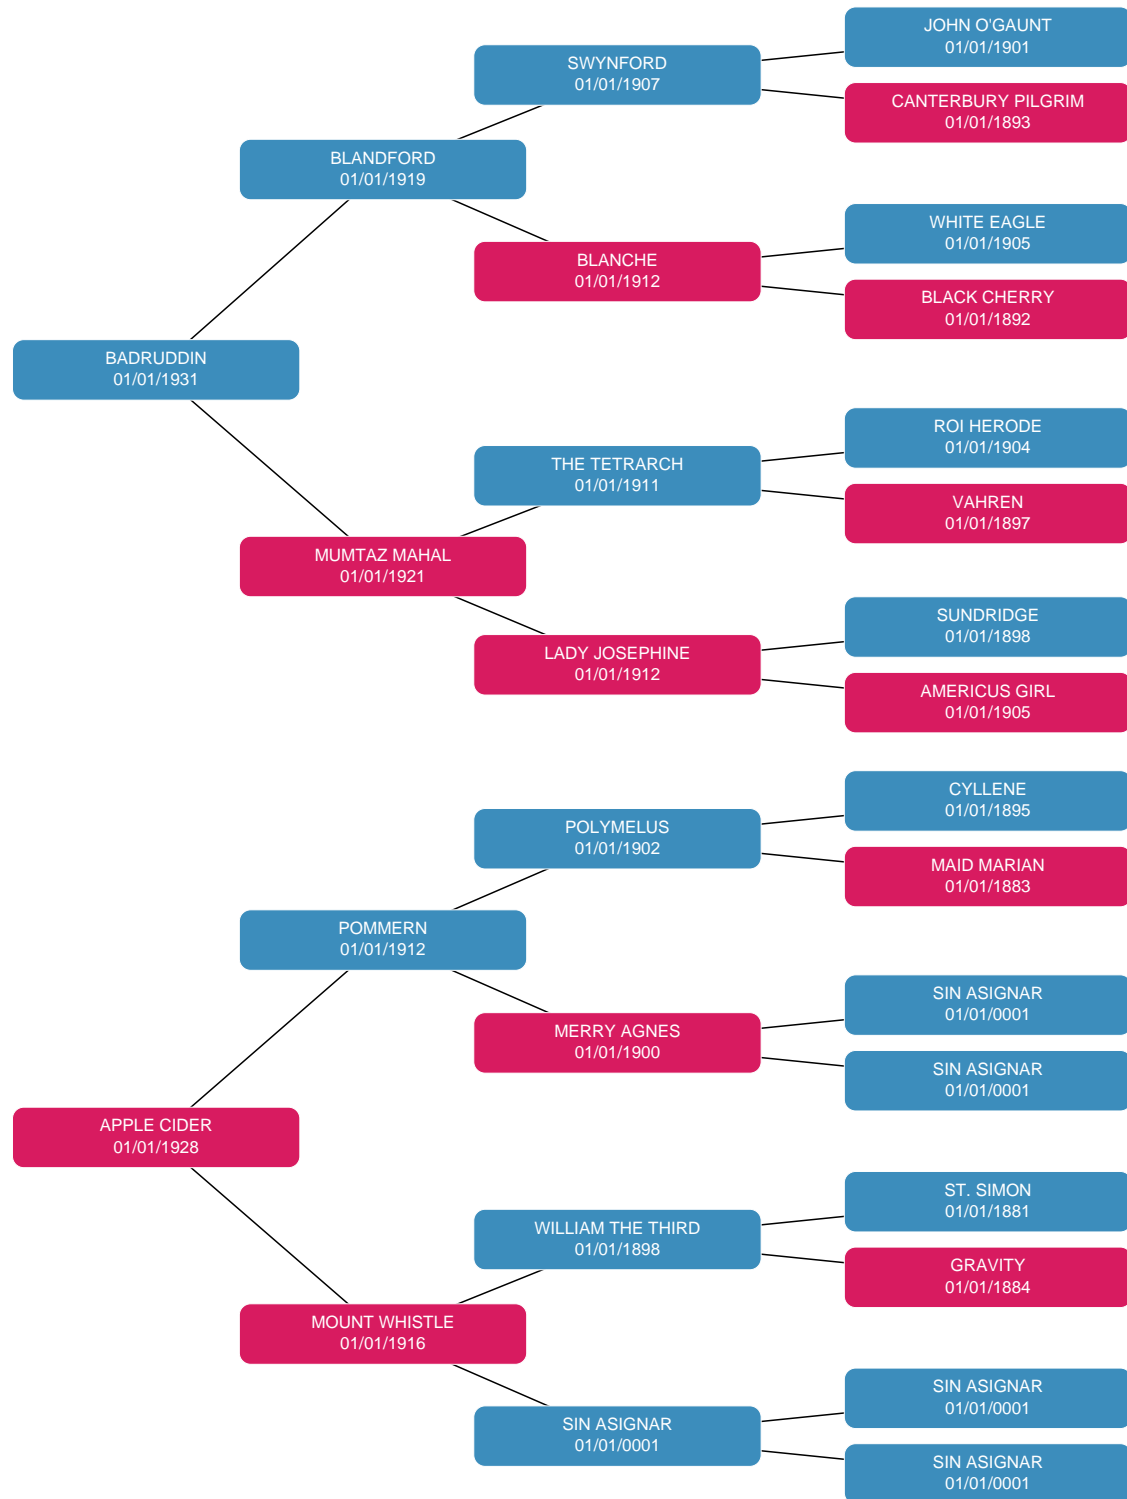 JOHN O'GAUNT
01/01/1901
SWYNFORD
01/01/1907
CANTERBURY PILGRIM
01/01/1893
BLANDFORD
01/01/1919
WHITE EAGLE
01/01/1905
BLANCHE
01/01/1912
BLACK CHERRY
01/01/1892
BADRUDDIN
01/01/1931
ROI HERODE
01/01/1904
THE TETRARCH
01/01/1911
VAHREN
01/01/1897
MUMTAZ MAHAL
01/01/1921
SUNDRIDGE
01/01/1898
LADY JOSEPHINE
01/01/1912
AMERICUS GIRL
01/01/1905
CYLLENE
01/01/1895
POLYMELUS
01/01/1902
MAID MARIAN
01/01/1883
POMMERN
01/01/1912
SIN ASIGNAR
01/01/0001
MERRY AGNES
01/01/1900
SIN ASIGNAR
01/01/0001
APPLE CIDER
01/01/1928
ST. SIMON
01/01/1881
WILLIAM THE THIRD
01/01/1898
GRAVITY
01/01/1884
MOUNT WHISTLE
01/01/1916
SIN ASIGNAR
01/01/0001
SIN ASIGNAR
01/01/0001
SIN ASIGNAR
01/01/0001